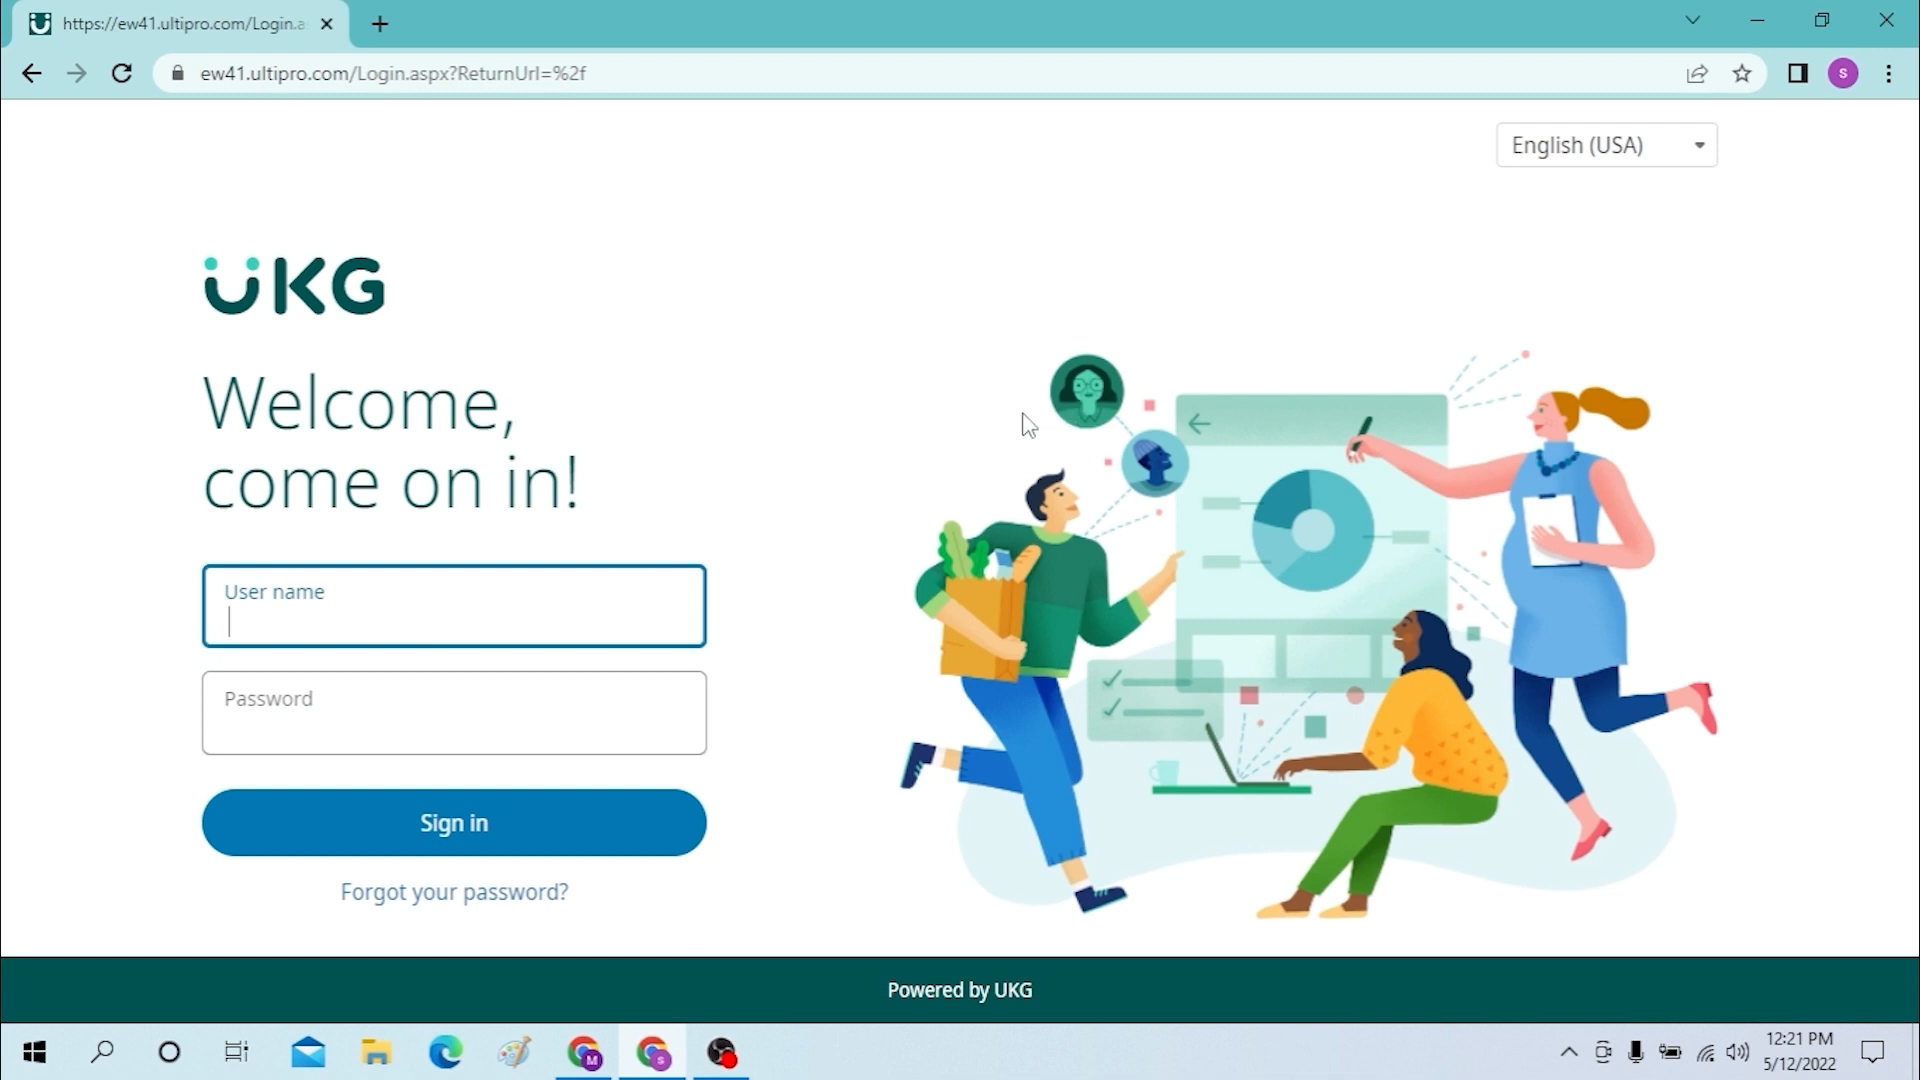 https://ew41.ultipro.com/Login.a
ew41.ultipro.com/Login.aspx?ReturnUrl=%2f
S
English (USA)
UKG
Welcome,
come on in!
User name
Password
Sign in
Forgot your password?
Powered by UKG
M
S
12:21 PM
5/12/2022